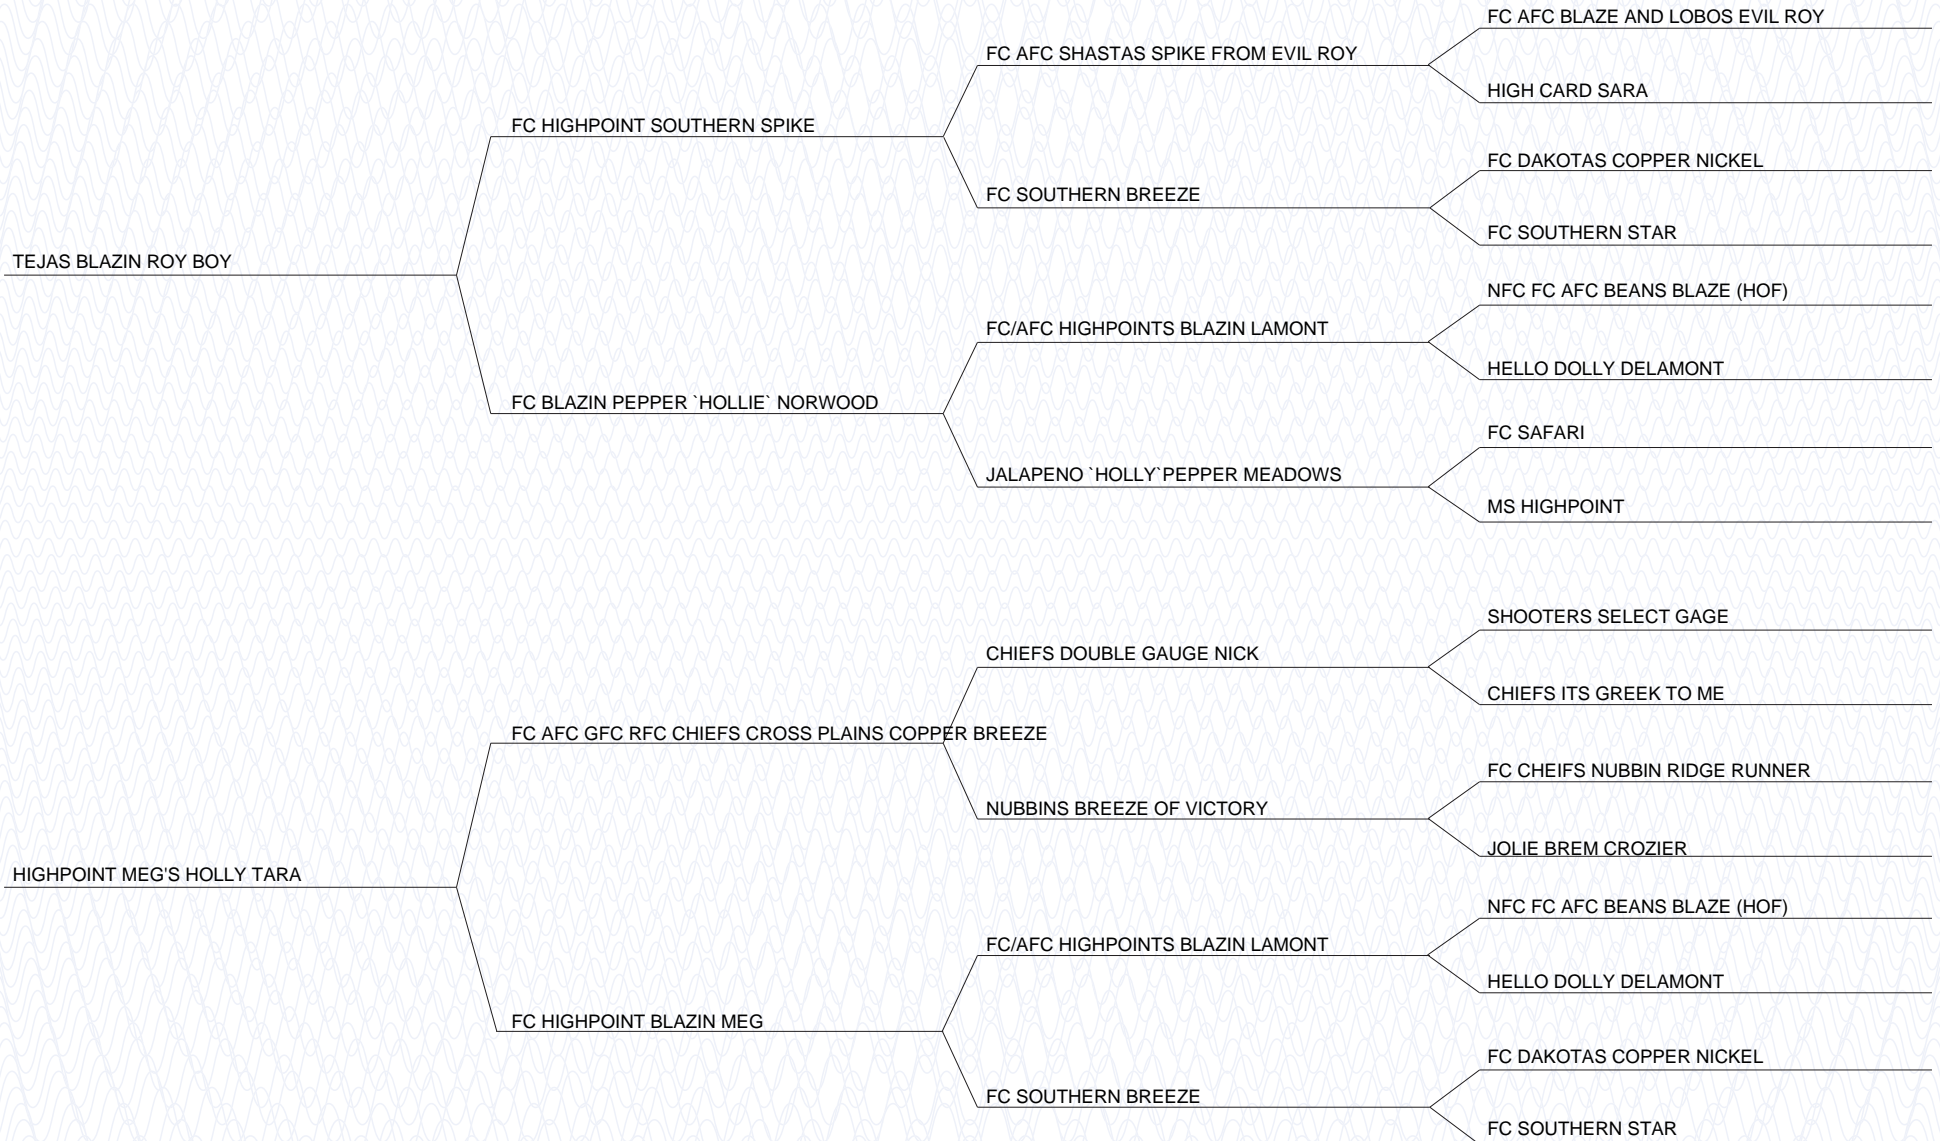 FC AFC BLAZE AND LOBOS EVIL ROY
FC AFC SHASTAS SPIKE FROM EVIL ROY
HIGH CARD SARA
FC HIGHPOINT SOUTHERN SPIKE
FC DAKOTAS COPPER NICKEL
FC SOUTHERN BREEZE
FC SOUTHERN STAR
TEJAS BLAZIN ROY BOY
NFC FC AFC BEANS BLAZE (HOF)
FC/AFC HIGHPOINTS BLAZIN LAMONT
HELLO DOLLY DELAMONT
FC BLAZIN PEPPER `HOLLIE` NORWOOD
FC SAFARI
JALAPENO `HOLLY`PEPPER MEADOWS
MS HIGHPOINT
SHOOTERS SELECT GAGE
CHIEFS DOUBLE GAUGE NICK
CHIEFS ITS GREEK TO ME
FC AFC GFC RFC CHIEFS CROSS PLAINS COPPER BREEZE
FC CHEIFS NUBBIN RIDGE RUNNER
NUBBINS BREEZE OF VICTORY
JOLIE BREM CROZIER
HIGHPOINT MEG'S HOLLY TARA
NFC FC AFC BEANS BLAZE (HOF)
FC/AFC HIGHPOINTS BLAZIN LAMONT
HELLO DOLLY DELAMONT
FC HIGHPOINT BLAZIN MEG
FC DAKOTAS COPPER NICKEL
FC SOUTHERN BREEZE
FC SOUTHERN STAR